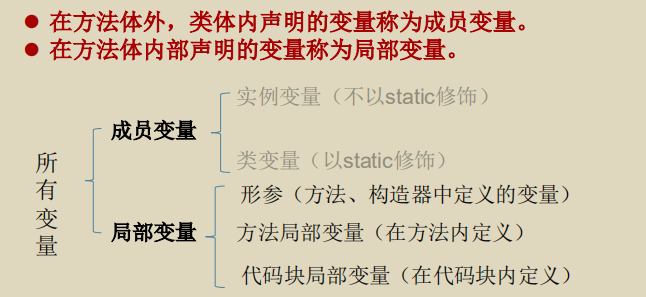 ● 在方法体外，类体内声明的变量称为成员变量。
● 在方法体内部声明的变量称为局部变量。
所有变量
成员变量
实例变量（不以static修饰）
类变量（以static修饰）
局部变量
形参（方法、构造器中定义的变量）
方法局部变量（在方法内定义）
代码块局部变量（在代码块内定义）